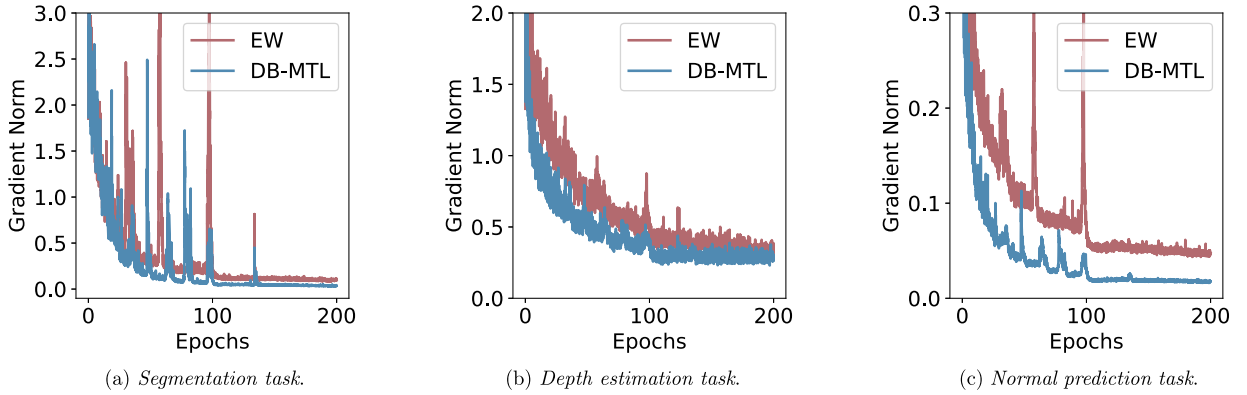 3.0
2.5
2.0
1.5
1.0
0.5
0.0
Gradient Norm
EW
DB-MTL
0
100
200
Epochs
(a) Segmentation task.
2.0
1.5
1.0
0.5
0.0
Gradient Norm
EW
DB-MTL
0
100
200
Epochs
(b) Depth estimation task.
0.3
0.2
0.1
0.0
Gradient Norm
EW
DB-MTL
0
100
200
Epochs
(c) Normal prediction task.